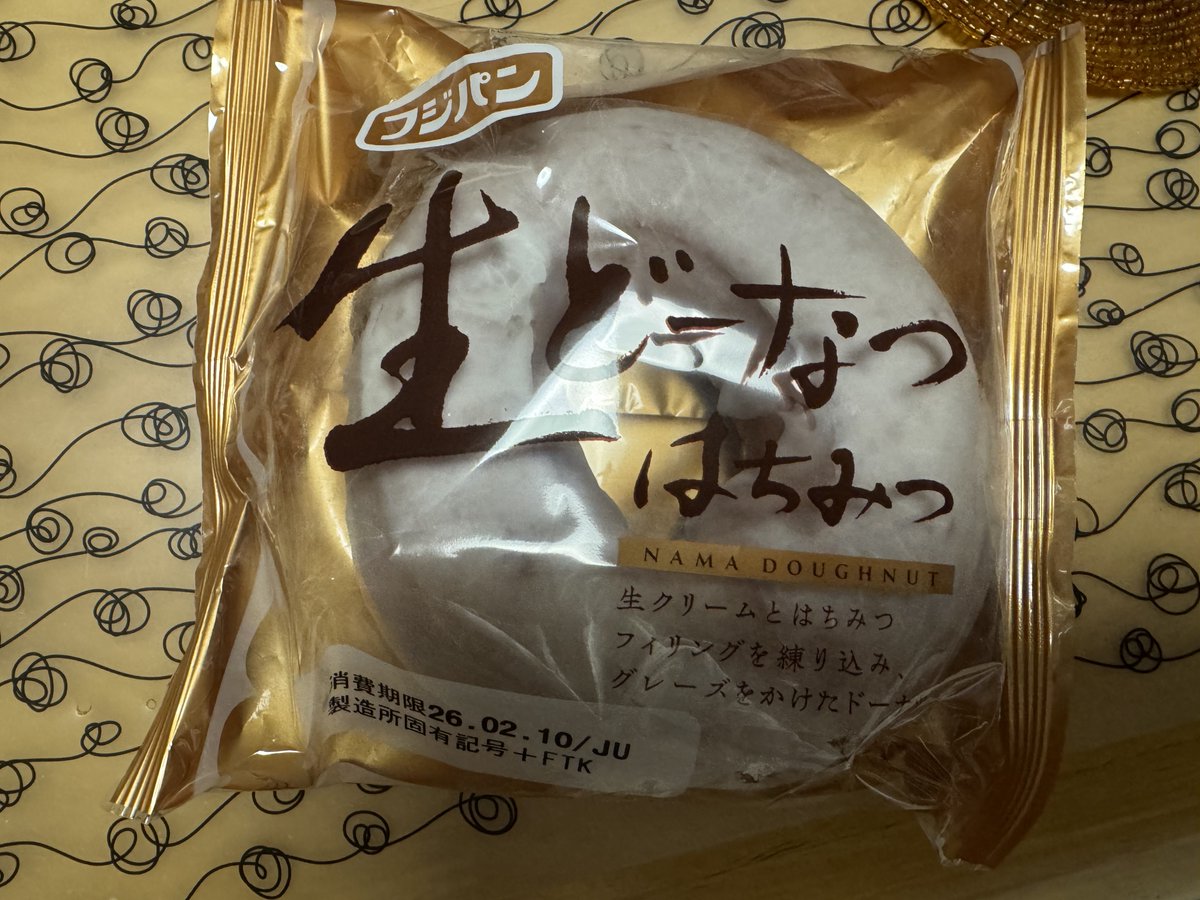 フジパン
生どーなつ
はちみつ
NAMA DOUGHNUT
生クリームとはちみつ
フィリングを練り込み、
グレーズをかけたドー
消費期限26.02.10/JU
製造所固有記号+FTK